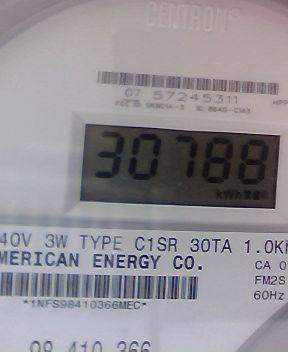 CENTRON®
07 57245311
30788
kWh
40V 3W TYPE C1SR 30TA 1.0K
MERICAN ENERGY CO. CA 0
FM2S
*1NFS98410366MEC* 60Hz
98 410 366